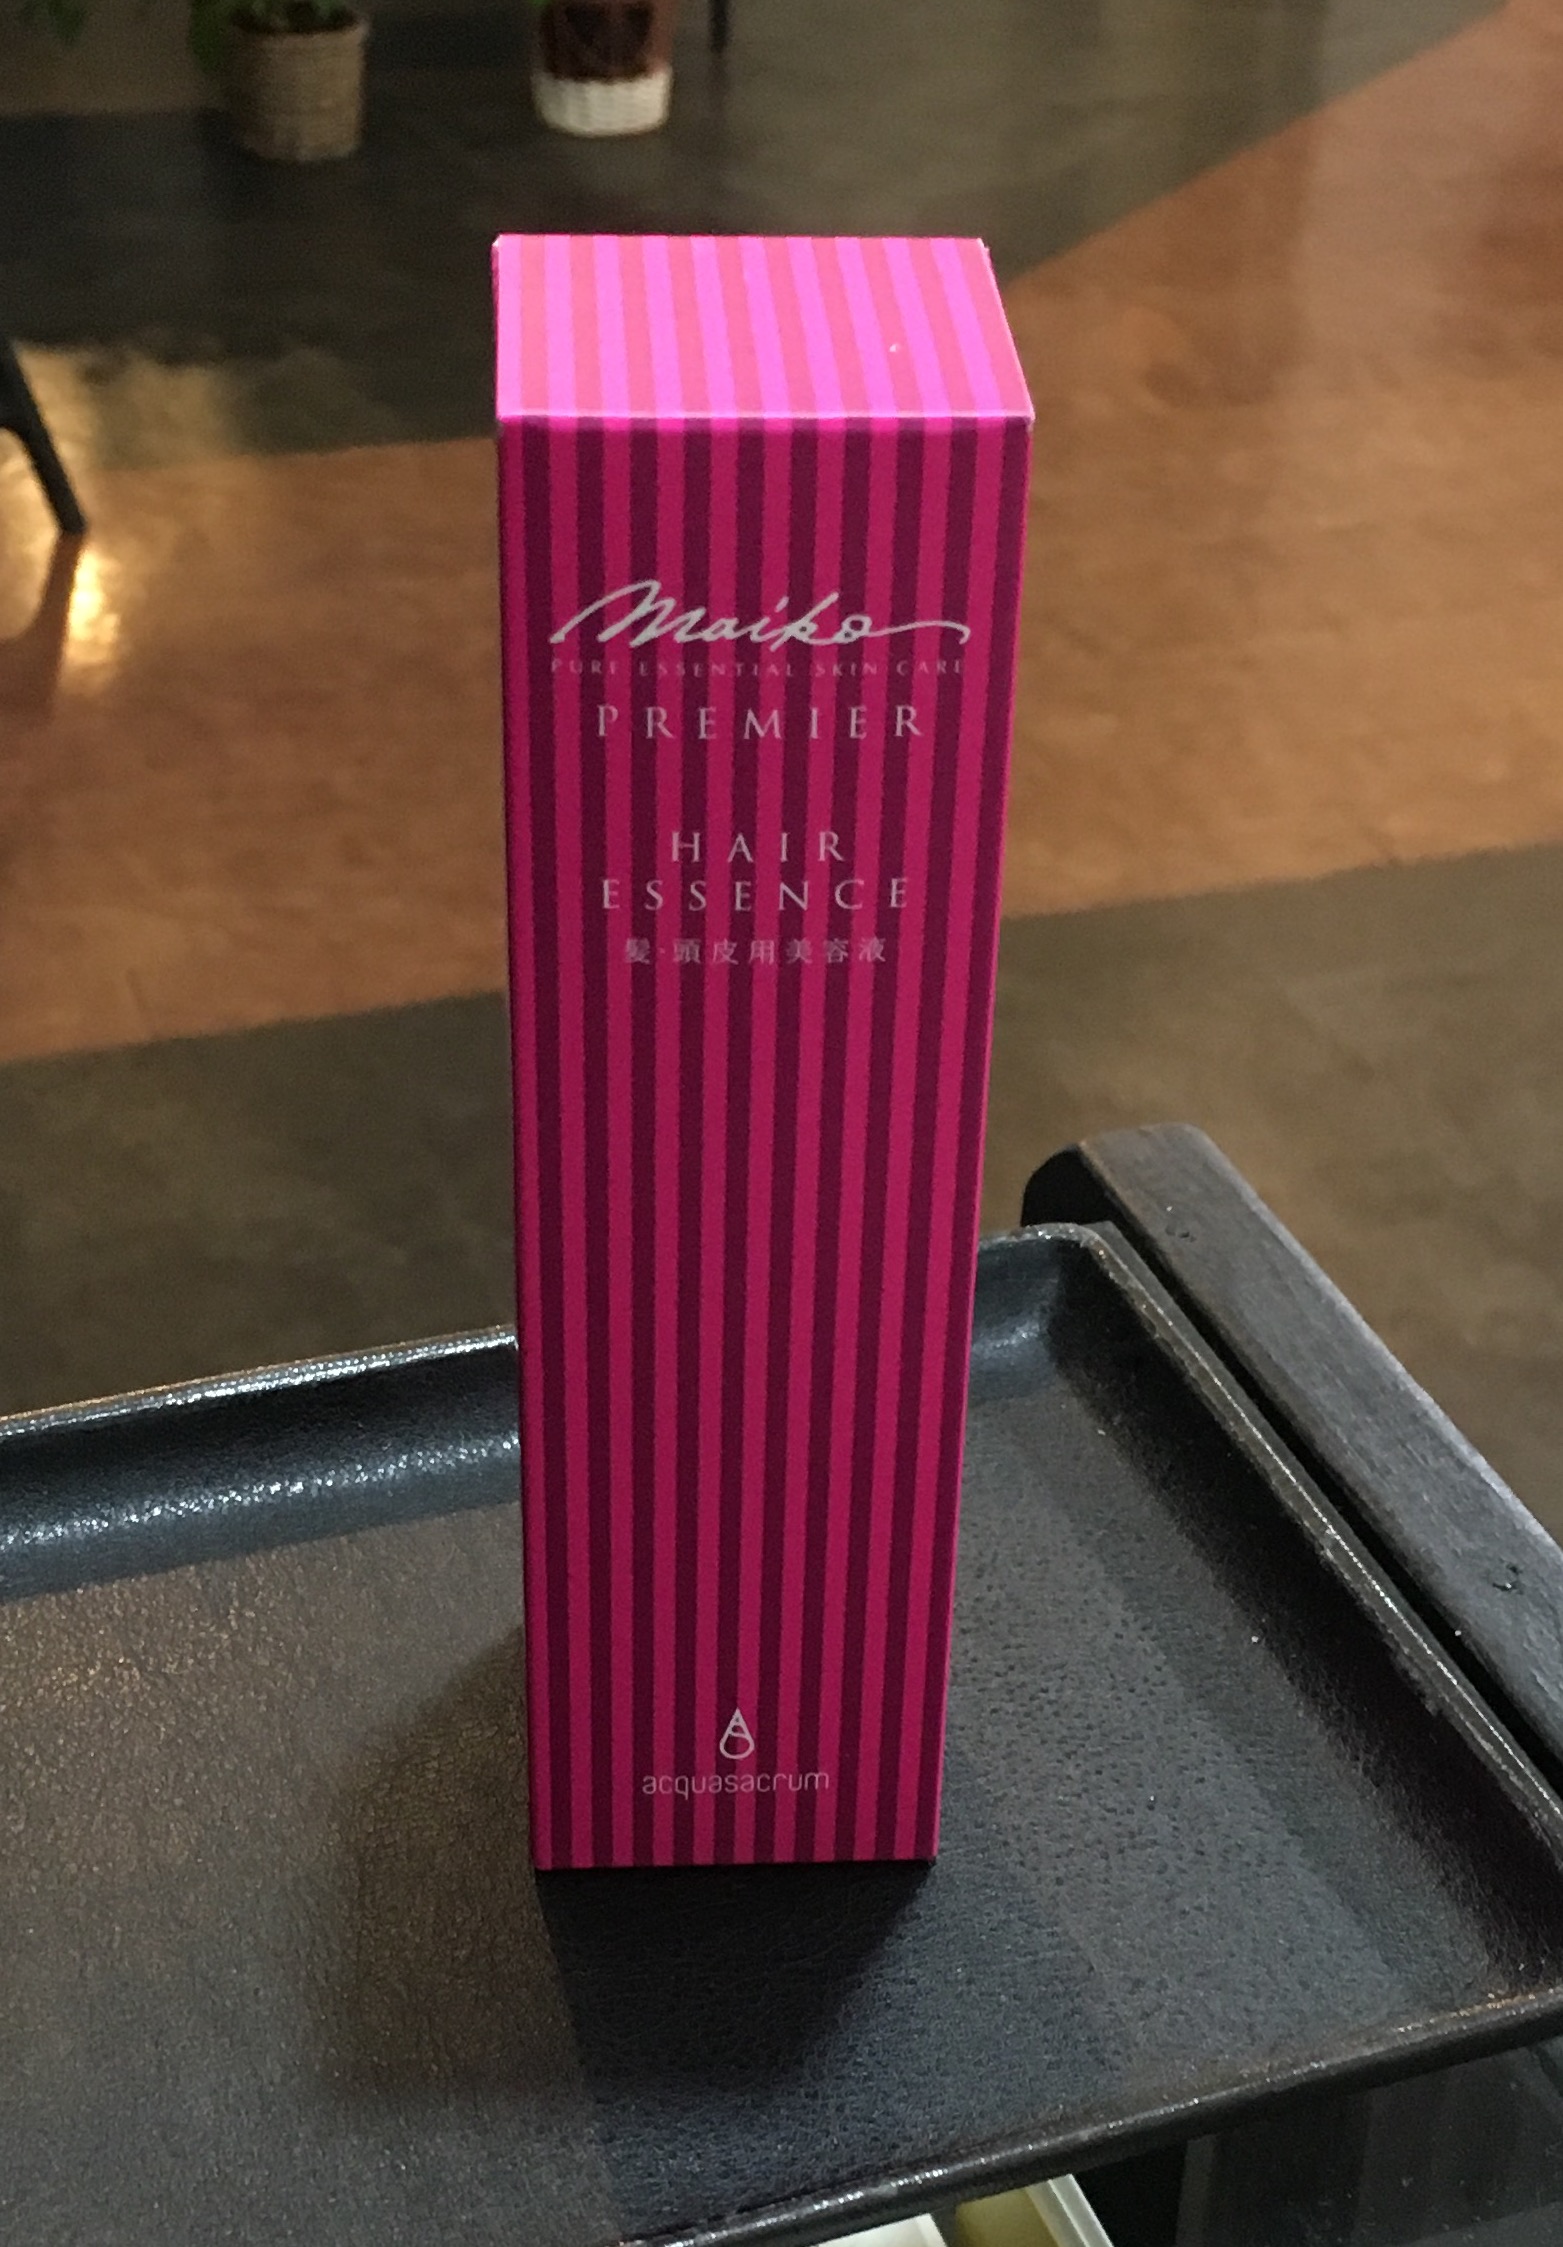 Maiko
PURE ESSENTIAL SKIN CARE
PREMIER
HAIR
ESSENCE
髪・頭皮用美容液
acquasacrum